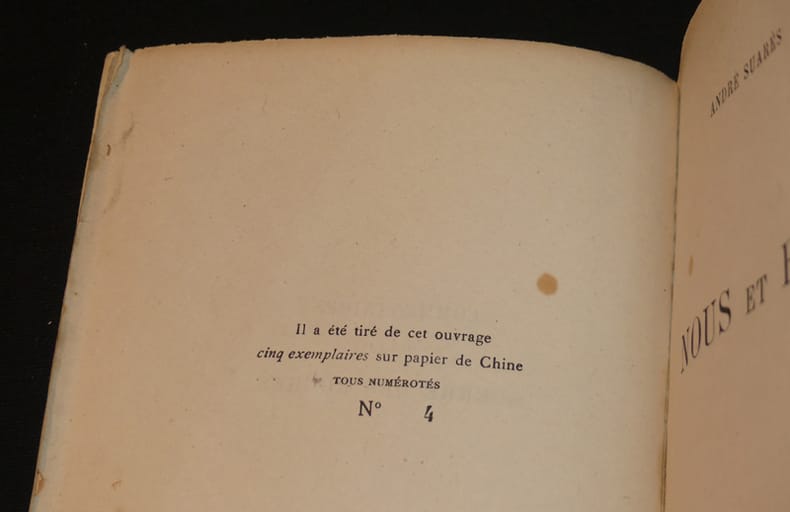 Il a été tiré de cet ouvrage
cinq exemplaires sur papier de Chine
TOUS NUMÉROTÉS
Nº 4
ANDRÉ SUARÈS
NOUS ET